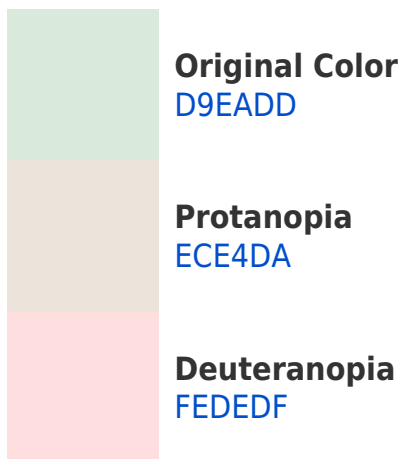 Original Color
D9EADD
Protanopia
ECE4DA
Deuteranopia
FEDEDF